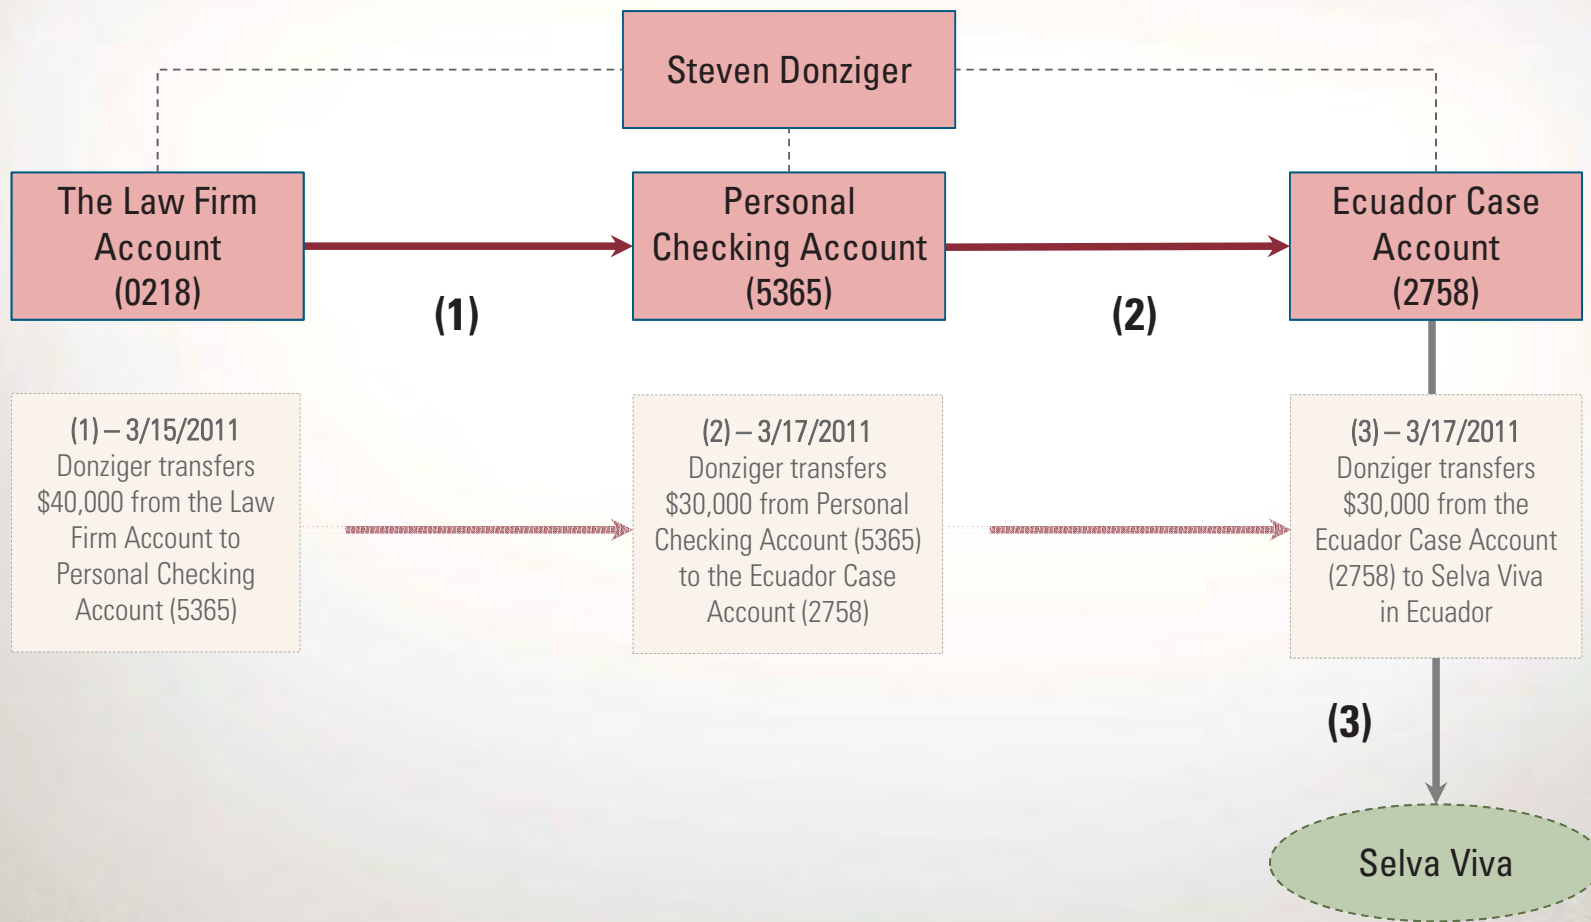 Steven Donziger
The Law Firm
Account
(0218)
Personal
Checking Account
(5365)
Ecuador Case
Account
(2758)
(1)
(2)
(1) – 3/15/2011
Donziger transfers
$40,000 from the Law
Firm Account to
Personal Checking
Account (5365)
(2) – 3/17/2011
Donziger transfers
$30,000 from Personal
Checking Account (5365)
to the Ecuador Case
Account (2758)
(3) – 3/17/2011
Donziger transfers
$30,000 from the
Ecuador Case Account
(2758) to Selva Viva
in Ecuador
(3)
Selva Viva